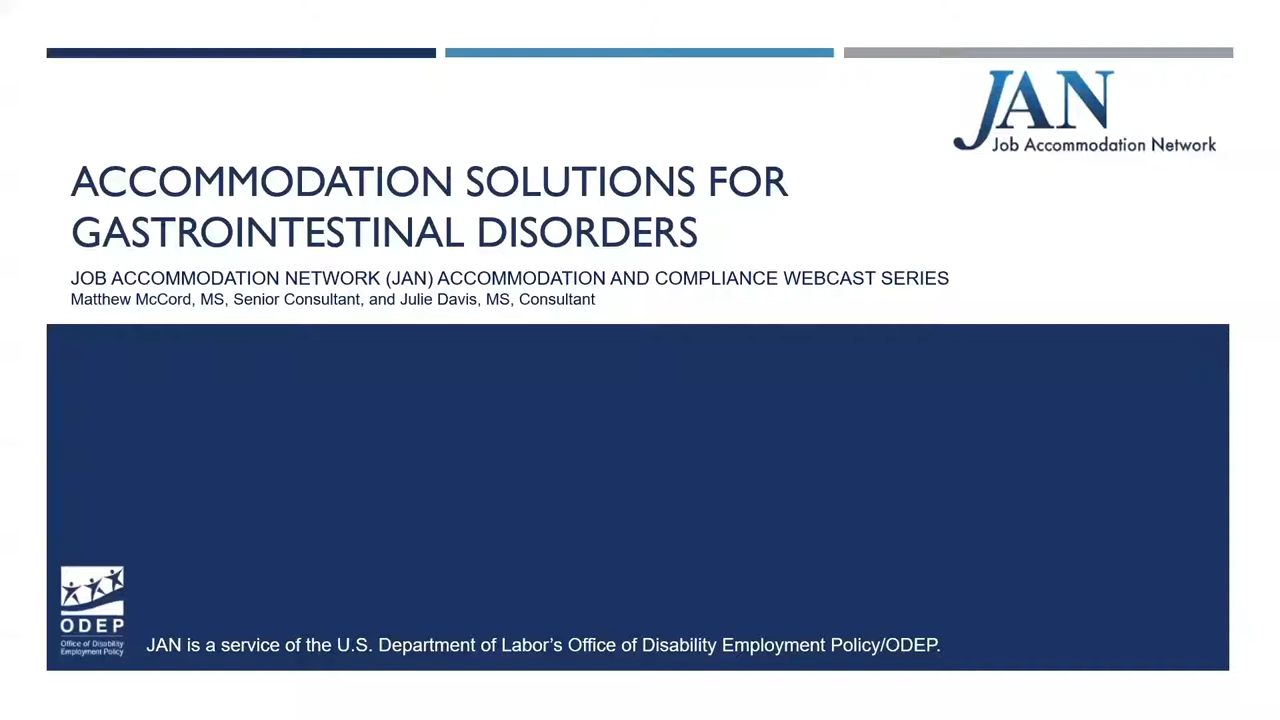 JAN
Job Accommodation Network
ACCOMMODATION SOLUTIONS FOR
GASTROINTESTINAL DISORDERS
JOB ACCOMMODATION NETWORK (JAN) ACCOMMODATION AND COMPLIANCE WEBCAST SERIES
Matthew McCord, MS, Senior Consultant, and Julie Davis, MS, Consultant
ODEP
Office of Disability
Employment Policy
JAN is a service of the U.S. Department of Labor’s Office of Disability Employment Policy/ODEP.